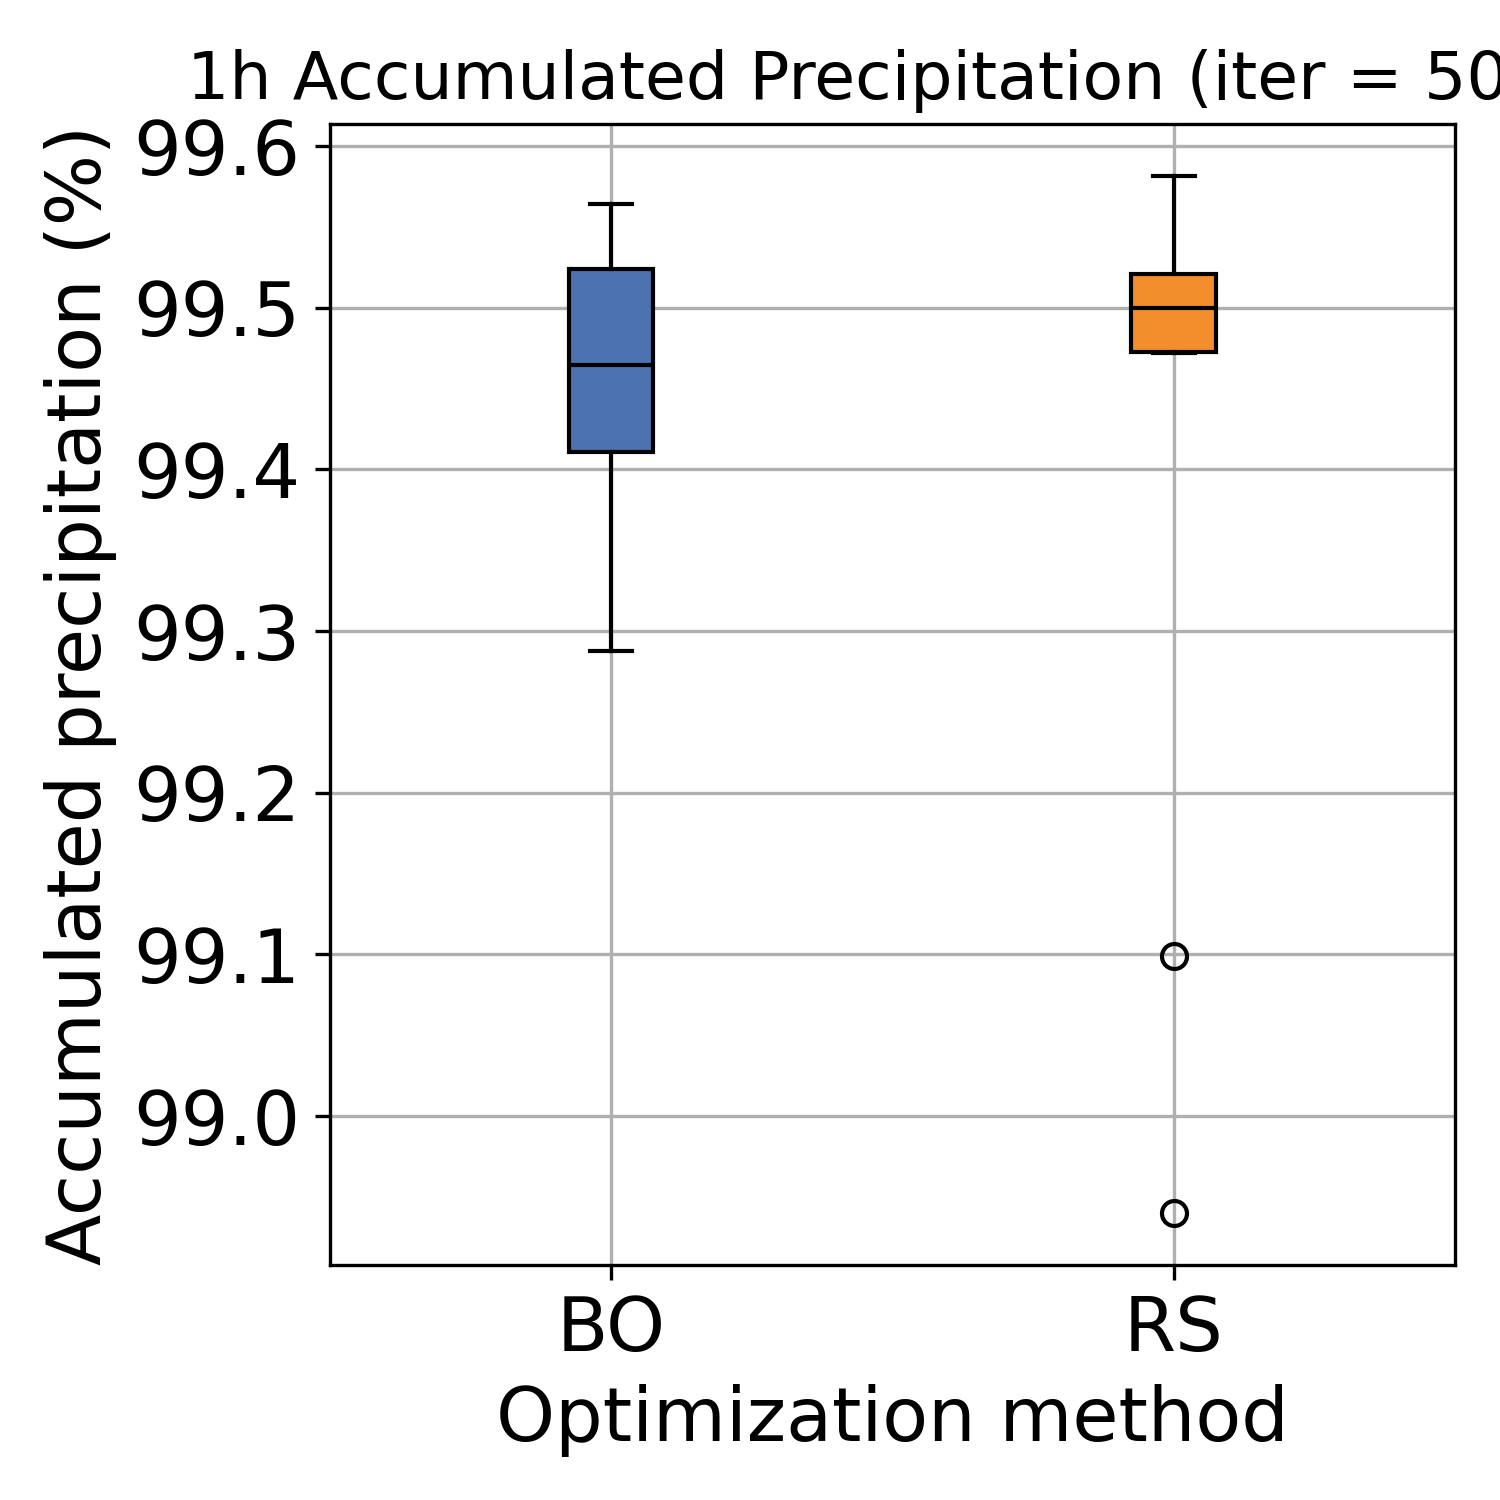 1h Accumulated Precipitation (iter = 50
Accumulated precipitation (%)
99.6
99.5
99.4
99.3
99.2
99.1
99.0
BO
RS
Optimization method